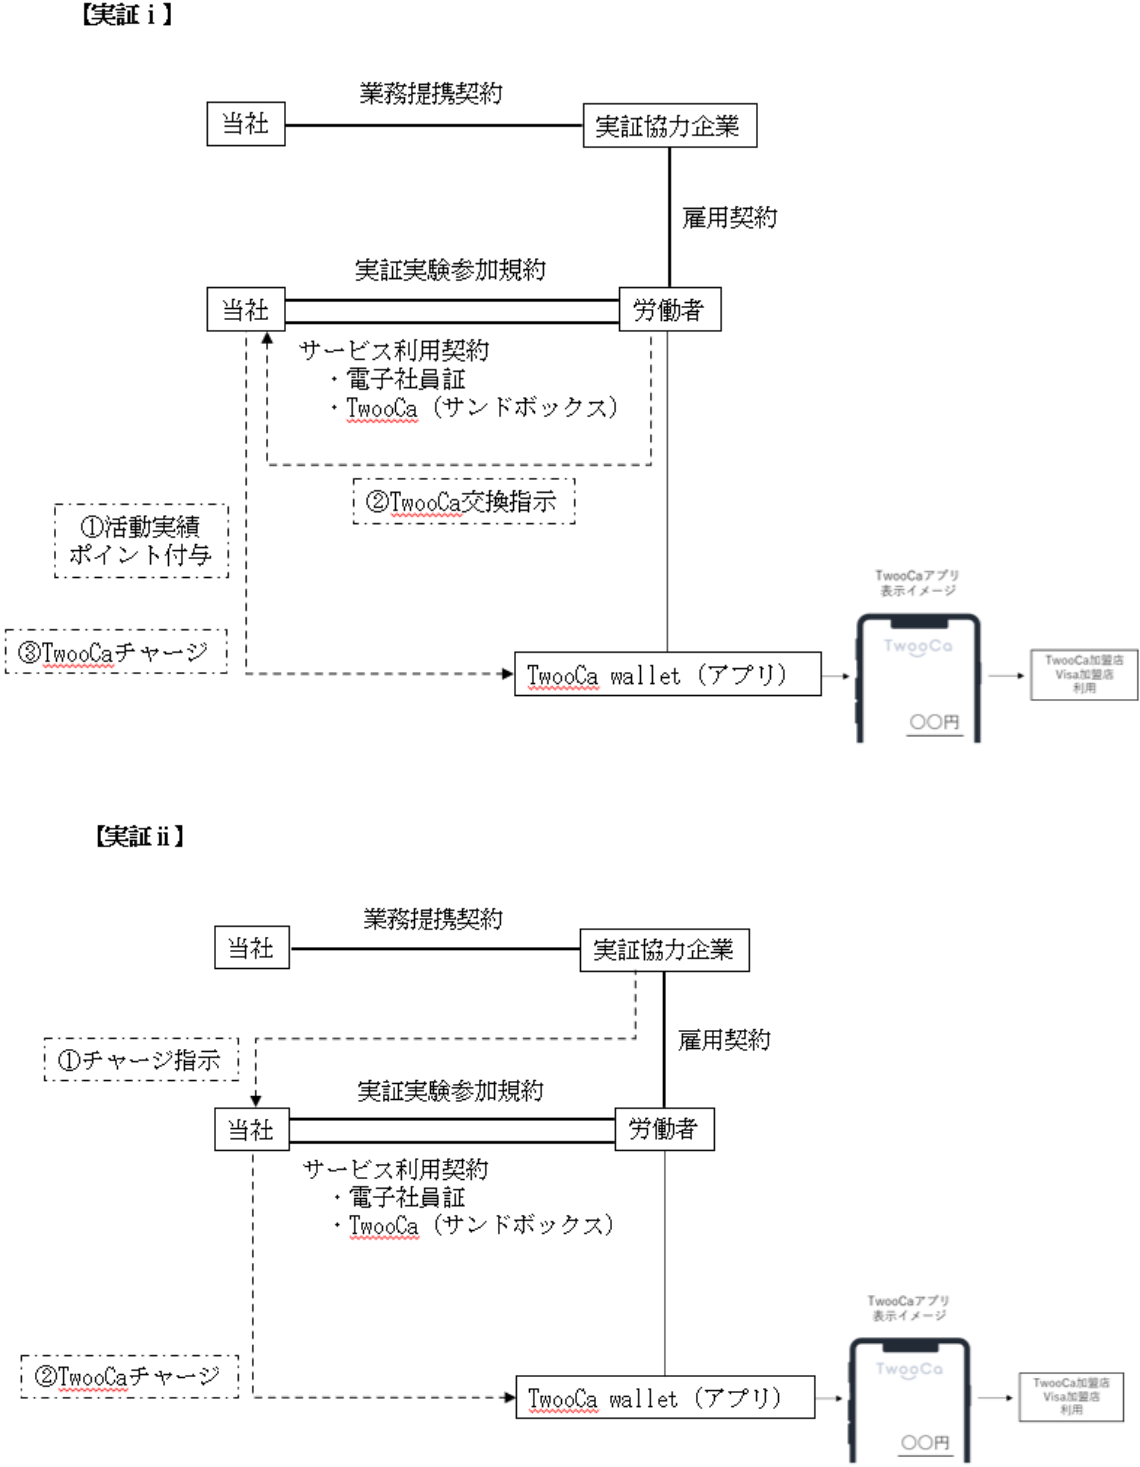 【実証ⅰ】
業務提携契約
当社
実証協力企業
雇用契約
実証実験参加規約
当社
労働者
サービス利用契約
・電子社員証
・TwooCa（サンドボックス）
②TwooCa交換指示
①活動実績
ポイント付与
③TwooCaチャージ
TwooCa wallet（アプリ）
TwooCaアプリ
表示イメージ
TwooCa
〇〇円
TwooCa加盟店
Visa加盟店
利用
【実証ⅱ】
業務提携契約
当社
実証協力企業
雇用契約
①チャージ指示
実証実験参加規約
当社
労働者
サービス利用契約
・電子社員証
・TwooCa（サンドボックス）
②TwooCaチャージ
TwooCa wallet（アプリ）
TwooCaアプリ
表示イメージ
TwooCa
〇〇円
TwooCa加盟店
Visa加盟店
利用